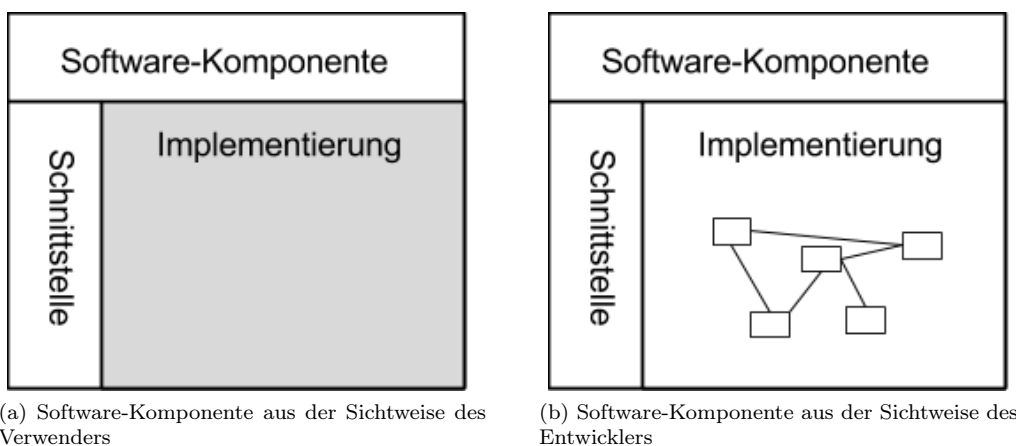 Software-Komponente
Schnittstelle
Implementierung
(a) Software-Komponente aus der Sichtweise des
Verwenders
Software-Komponente
Schnittstelle
Implementierung
(b) Software-Komponente aus der Sichtweise des
Entwicklers